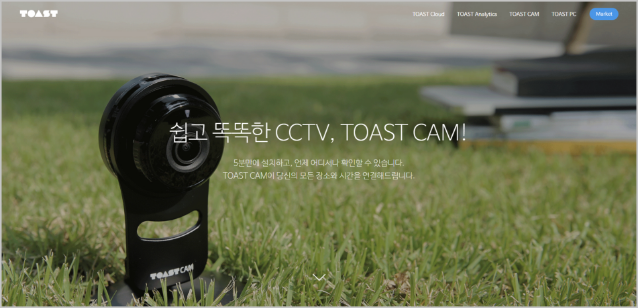 TOAST
TOAST Cloud TOAST Analytics TOAST CAM TOAST PC Market
쉽고 똑똑한 CCTV, TOAST CAM!
5분만에 설치하고, 언제 어디서나 확인할 수 있습니다.
TOAST CAM이 당신의 모든 장소와 시간을 연결해드립니다.
TOAST CAM